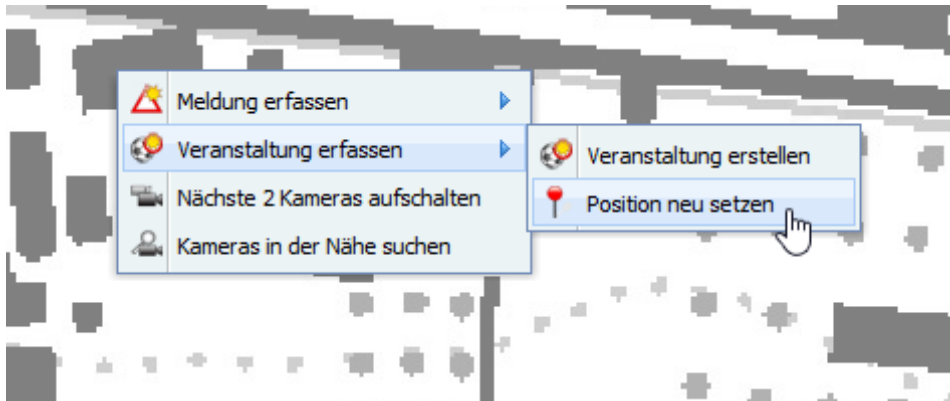 Meldung erfassen
Veranstaltung erfassen
Nächste 2 Kameras aufschalten
Kameras in der Nähe suchen
Veranstaltung erstellen
Position neu setzen